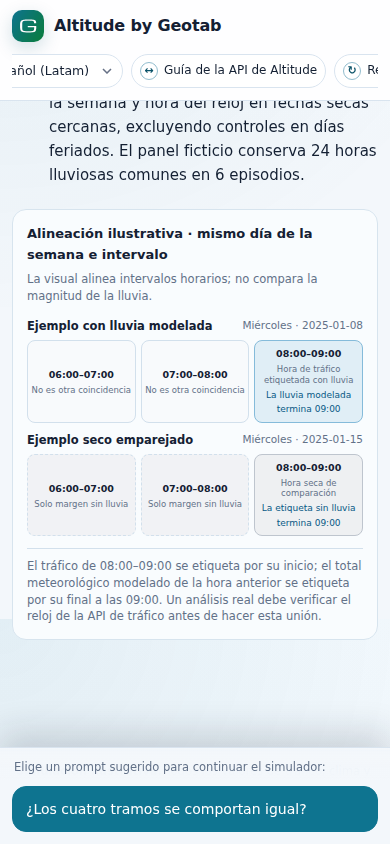 Altitude by Geotab
añol (Latam)
Guía de la API de Altitude
Re
la semana y hora del reloj en fechas secas
cercanas, excluyendo controles en días
feriados. El panel ficticio conserva 24 horas
lluviosas comunes en 6 episodios.
Alineación ilustrativa · mismo día de la
semana e intervalo
La visual alinea intervalos horarios; no compara la
magnitud de la lluvia.
Ejemplo con lluvia modelada
Miércoles · 2025-01-08
06:00–07:00
No es otra coincidencia
07:00–08:00
No es otra coincidencia
08:00–09:00
Hora de tráfico
etiquetada con lluvia
La lluvia modelada
termina 09:00
Ejemplo seco emparejado
Miércoles · 2025-01-15
06:00–07:00
Solo margen sin lluvia
07:00–08:00
Solo margen sin lluvia
08:00–09:00
Hora seca de
comparación
La etiqueta sin lluvia
termina 09:00
El tráfico de 08:00–09:00 se etiqueta por su inicio; el total
meteorológico modelado de la hora anterior se etiqueta
por su final a las 09:00. Un análisis real debe verificar el
reloj de la API de tráfico antes de hacer esta unión.
Elige un prompt sugerido para continuar el simulador:
¿Los cuatro tramos se comportan igual?